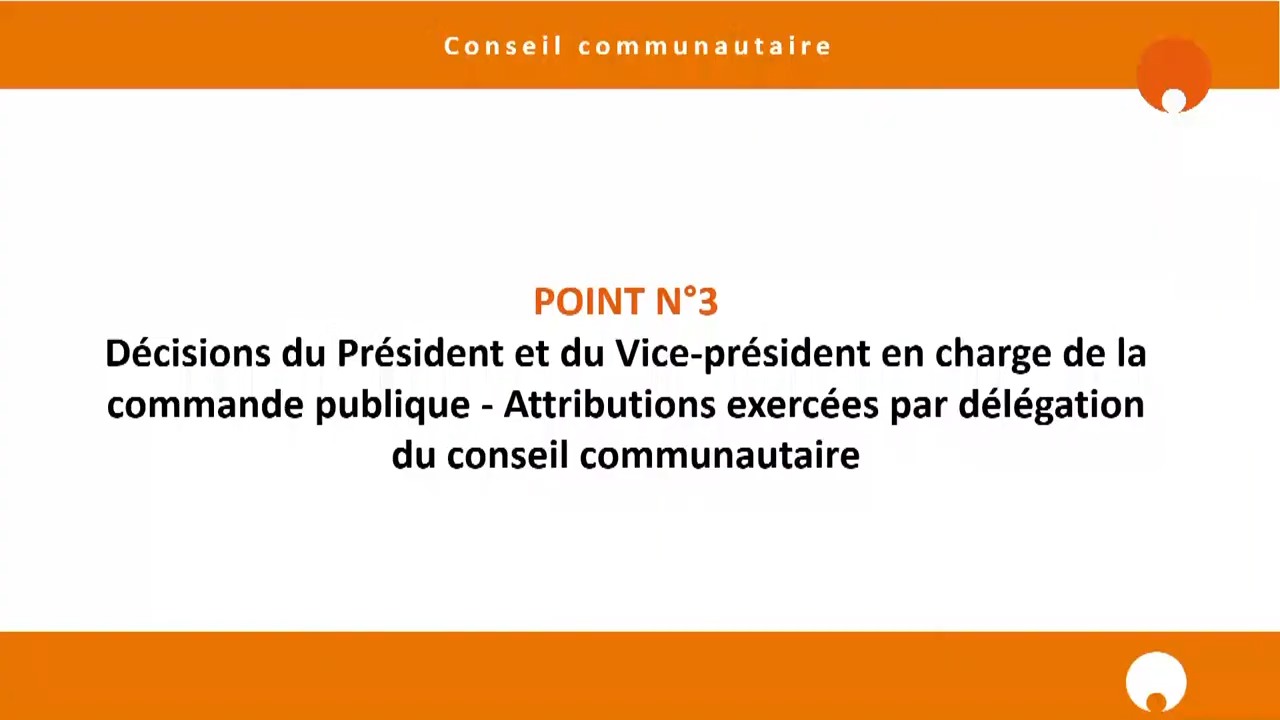 Conseil communautaire
POINT N°3
Décisions du Président et du Vice-président en charge de la
commande publique - Attributions exercées par délégation
du conseil communautaire